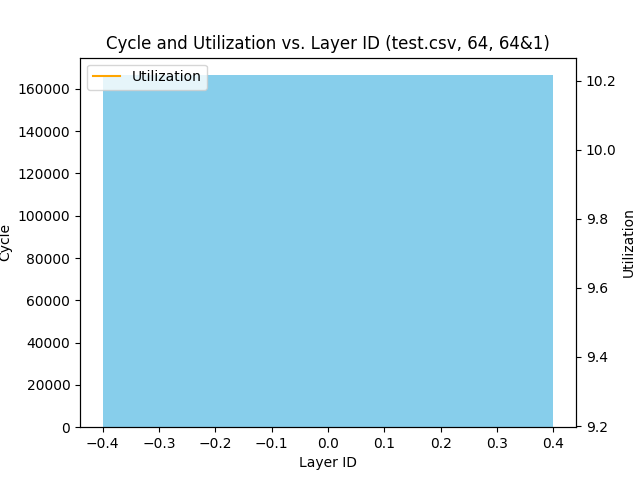 Cycle and Utilization vs. Layer ID (test.csv, 64, 64&1)
Utilization
160000
140000
120000
100000
80000
60000
40000
20000
0
Cycle
10.2
10.0
9.8
9.6
9.4
9.2
Utilization
−0.4 −0.3 −0.2 −0.1 0.0 0.1 0.2 0.3 0.4
Layer ID